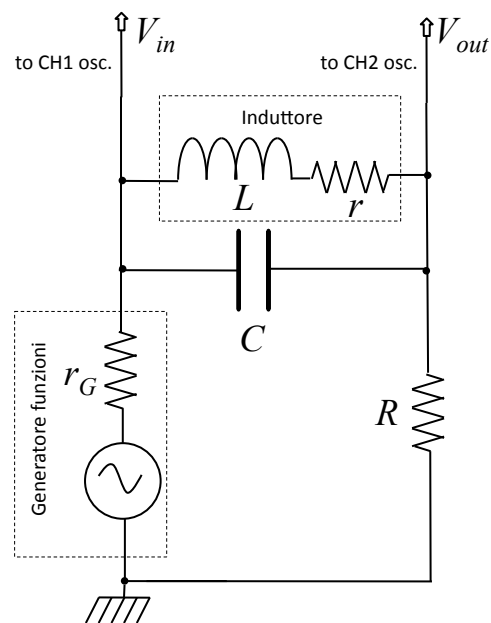 V_in
V_out
to CH1 osc.
to CH2 osc.
Induttore
L
r
C
Generatore funzioni
r_G
R